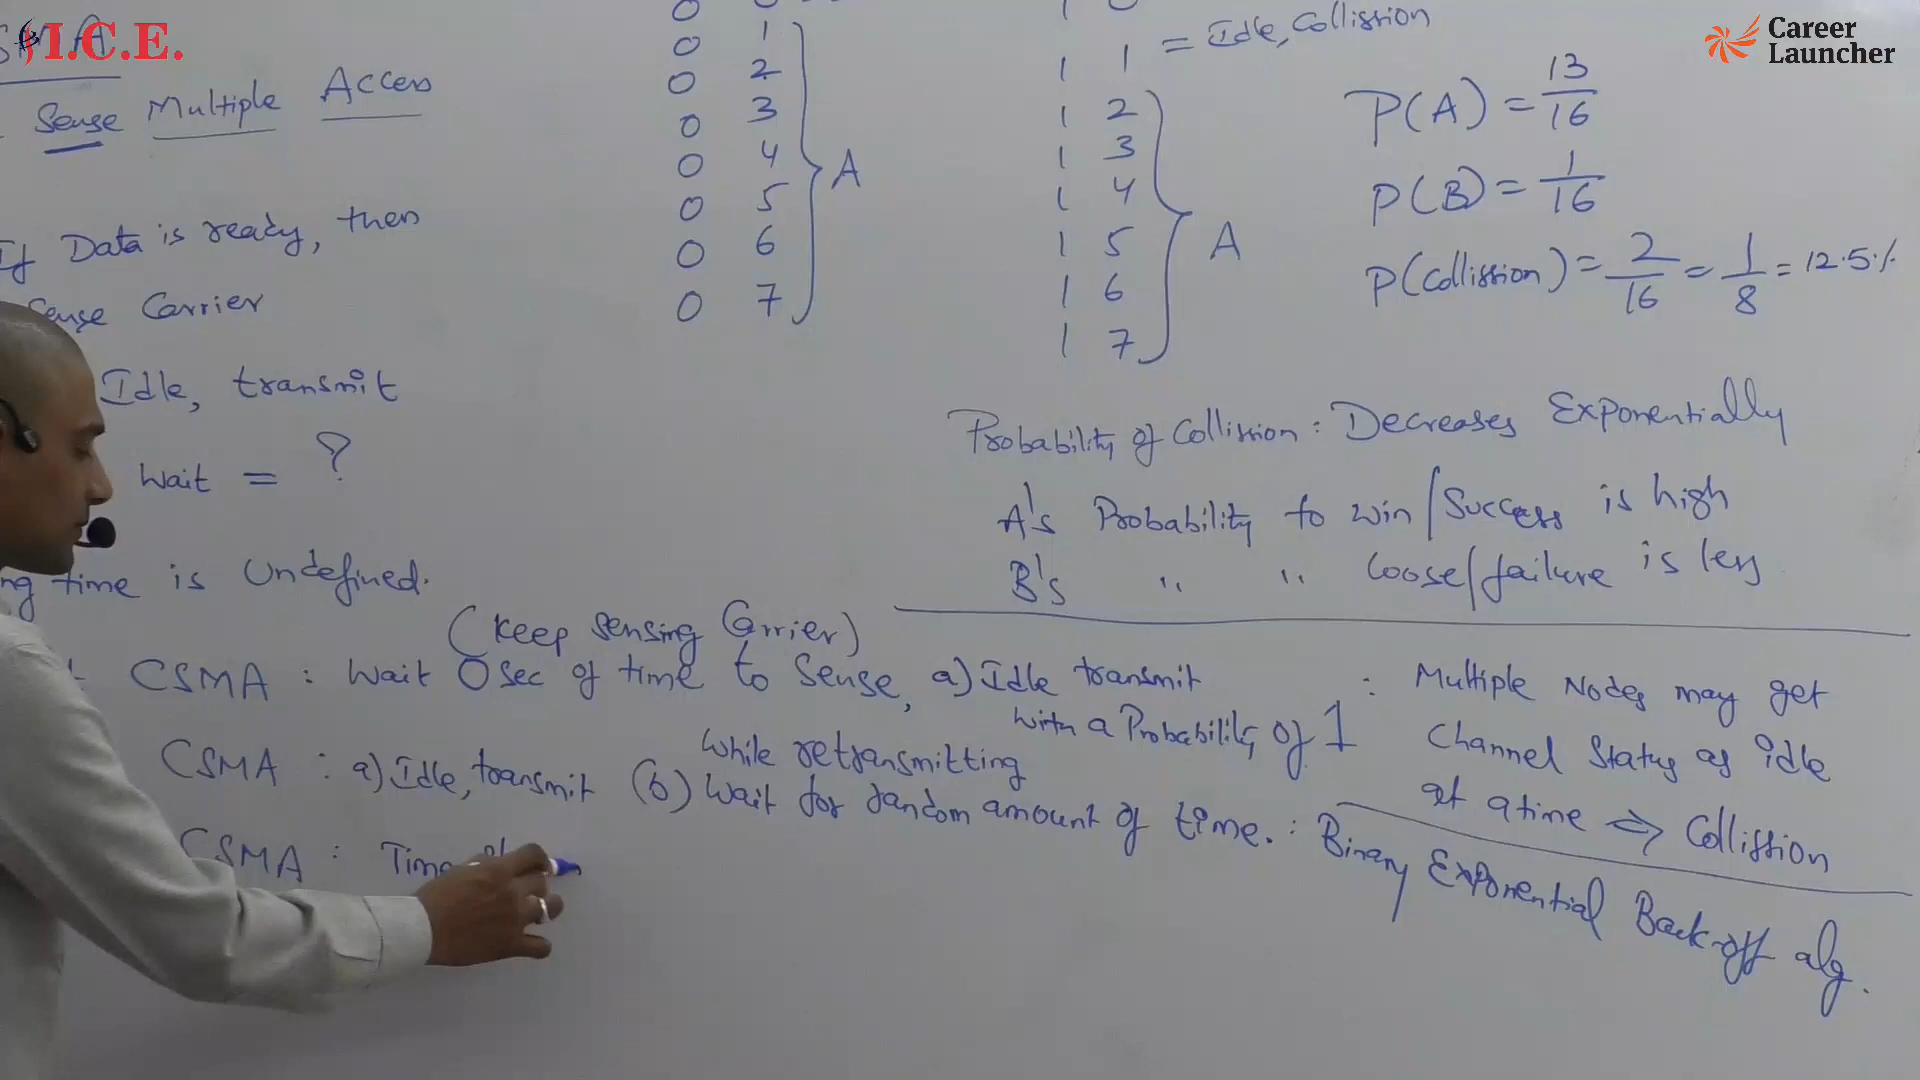 I.C.E.
Career
Launcher
Sense Multiple Access
If Data is ready, then
Sense Carrier
Idle, transmit
Wait = ?
time is Undefined.
0
0 1
0 2
0 3
0 4
0 5
0 6
0 7
A
1 1 = Idle, Collission
1 2
1 3
1 4
1 5
1 6
1 7
A
P(A) = 13/16
P(B) = 1/16
P(Collission) = 2/16 = 1/8 = 12.5%
Probability of Collission : Decreases Exponentially
A's Probability to win/Success is high
B's " " loose/failure is less
(Keep sensing Carrier)
CSMA : Wait 0 sec of time to Sense, a) Idle transmit
with a Probability of 1
: Multiple Nodes may get
Channel Status as idle
at a time => Collission
while retransmitting
CSMA : a) Idle, transmit (b) Wait for random amount of time. : Binary Exponential Back-off alg.
CSMA : Time